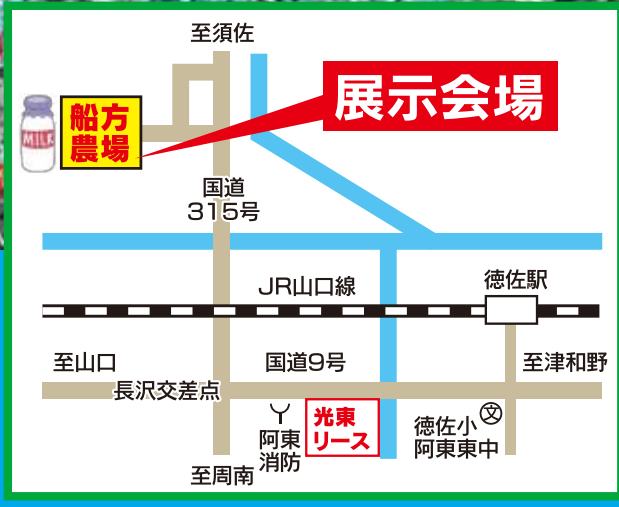 至須佐
展示会場
船方
農場
MILK
国道
315号
JR山口線
徳佐駅
至山口
国道9号
至津和野
長沢交差点
光東
リース
文
徳佐小
阿東東中
阿東
消防
至周南